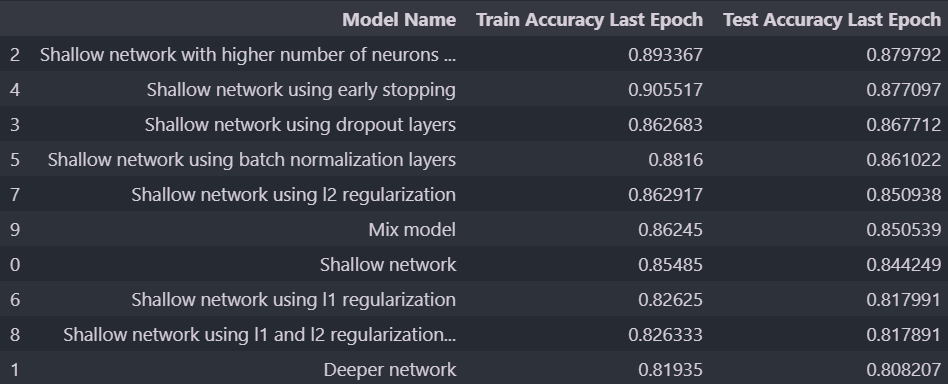 Model Name Train Accuracy Last Epoch Test Accuracy Last Epoch
2 Shallow network with higher number of neurons ... 0.893367 0.879792
4 Shallow network using early stopping 0.905517 0.877097
3 Shallow network using dropout layers 0.862683 0.867712
5 Shallow network using batch normalization layers 0.8816 0.861022
7 Shallow network using l2 regularization 0.862917 0.850938
9 Mix model 0.86245 0.850539
0 Shallow network 0.85485 0.844249
6 Shallow network using l1 regularization 0.82625 0.817991
8 Shallow network using l1 and l2 regularization... 0.826333 0.817891
1 Deeper network 0.81935 0.808207